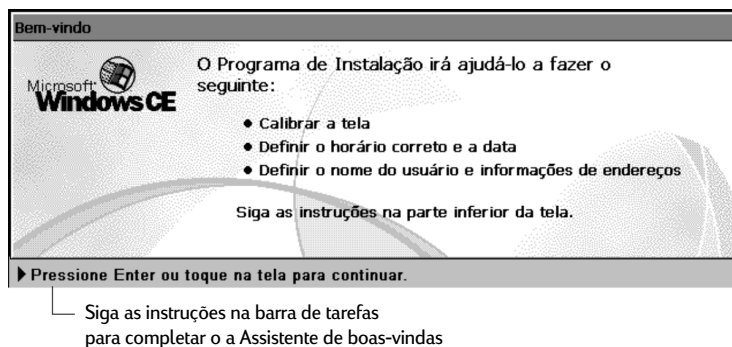 Bem-vindo
Microsoft
Windows CE
O Programa de Instalação irá ajudá-lo a fazer o
seguinte:
● Calibrar a tela
● Definir o horário correto e a data
● Definir o nome do usuário e informações de endereços
Siga as instruções na parte inferior da tela.
Pressione Enter ou toque na tela para continuar.
Siga as instruções na barra de tarefas
para completar o a Assistente de boas-vindas